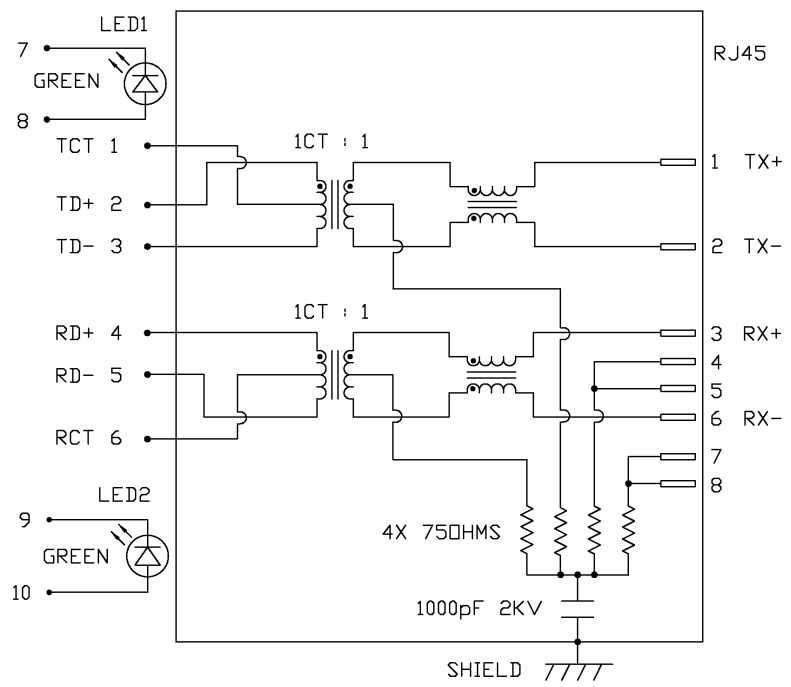 LED1
7
GREEN
8
RJ45
TCT 1
1CT : 1
1 TX+
TD+ 2
TD- 3
2 TX-
1CT : 1
RD+ 4
3 RX+
4
RD- 5
5
6 RX-
RCT 6
7
8
LED2
9
4X 75OHMS
GREEN
10
1000pF 2KV
SHIELD